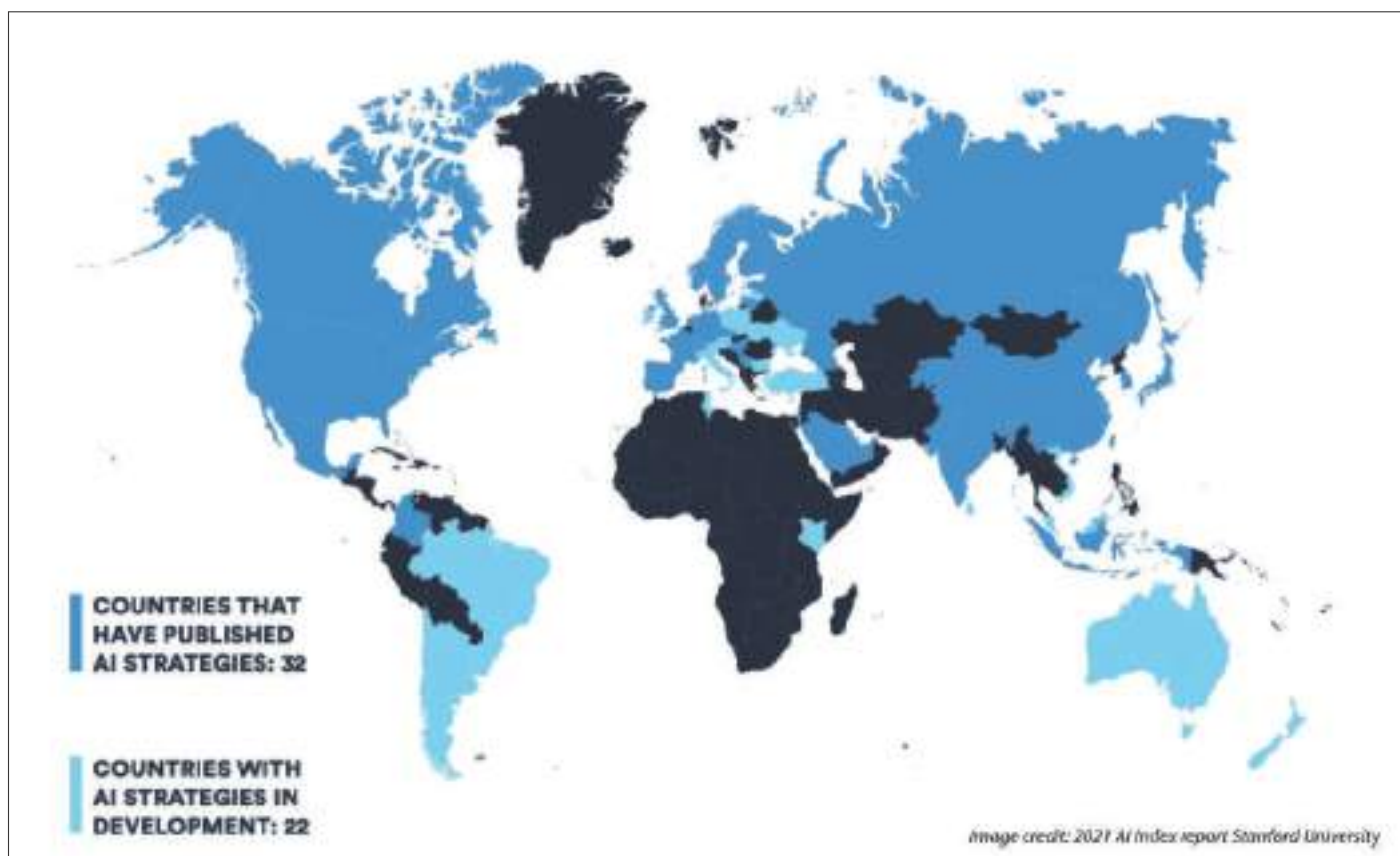 COUNTRIES THAT
HAVE PUBLISHED
AI STRATEGIES: 32
COUNTRIES WITH
AI STRATEGIES IN
DEVELOPMENT: 22
Image credit: 2021 AI Index report Stanford University